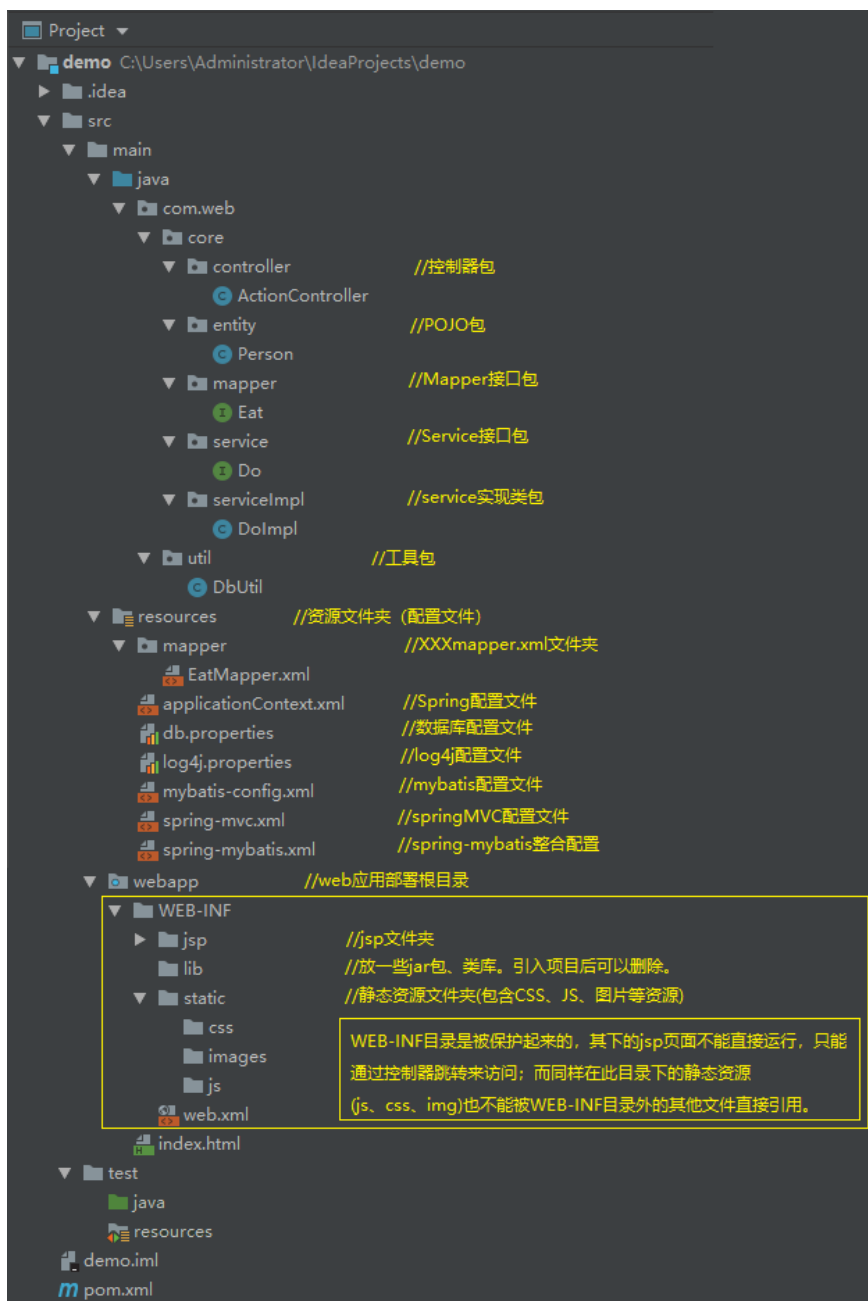 Project
demo C:\Users\Administrator\IdeaProjects\demo
.idea
src
main
java
com.web
core
controller //控制器包
ActionController
entity //POJO包
Person
mapper //Mapper接口包
Eat
service //Service接口包
Do
serviceImpl //service实现类包
DoImpl
util //工具包
DbUtil
resources //资源文件夹（配置文件）
mapper //XXXmapper.xml文件夹
EatMapper.xml
applicationContext.xml //Spring配置文件
db.properties //数据库配置文件
log4j.properties //log4j配置文件
mybatis-config.xml //mybatis配置文件
spring-mvc.xml //springMVC配置文件
spring-mybatis.xml //spring-mybatis整合配置
webapp //web应用部署根目录
WEB-INF
jsp //jsp文件夹
lib //放一些jar包、类库。引入项目后可以删除。
static //静态资源文件夹(包含CSS、JS、图片等资源)
css
images
js
WEB-INF目录是被保护起来的，其下的jsp页面不能直接运行，只能
通过控制器跳转来访问；而同样在此目录下的静态资源
(js、css、img)也不能被WEB-INF目录外的其他文件直接引用。
web.xml
index.html
test
java
resources
demo.iml
pom.xml